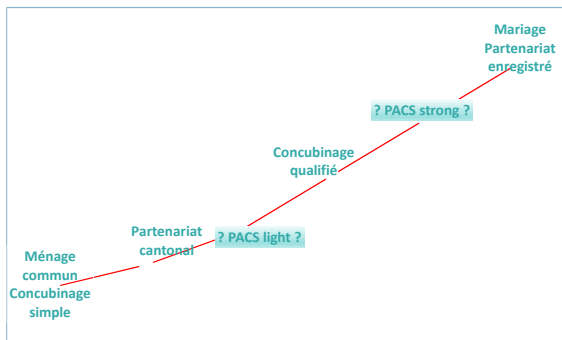 Mariage
Partenariat
enregistré
? PACS strong ?
Concubinage
qualifié
Partenariat
cantonal
? PACS light ?
Ménage
commun
Concubinage
simple